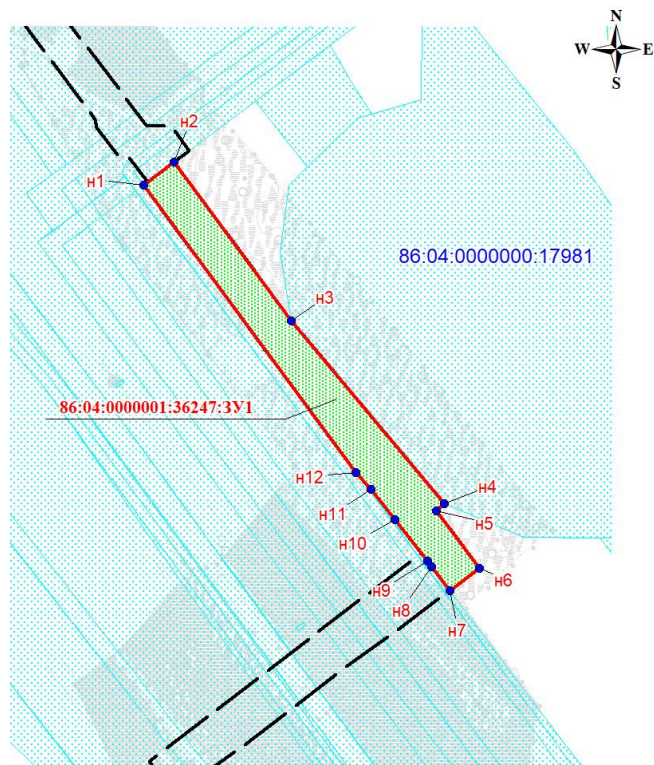 N
W E
S
н2
н1
86:04:0000000:17981
н3
86:04:0000001:36247:ЗУ1
н12
н4
н11
н5
н10
н9
н6
н8
н7